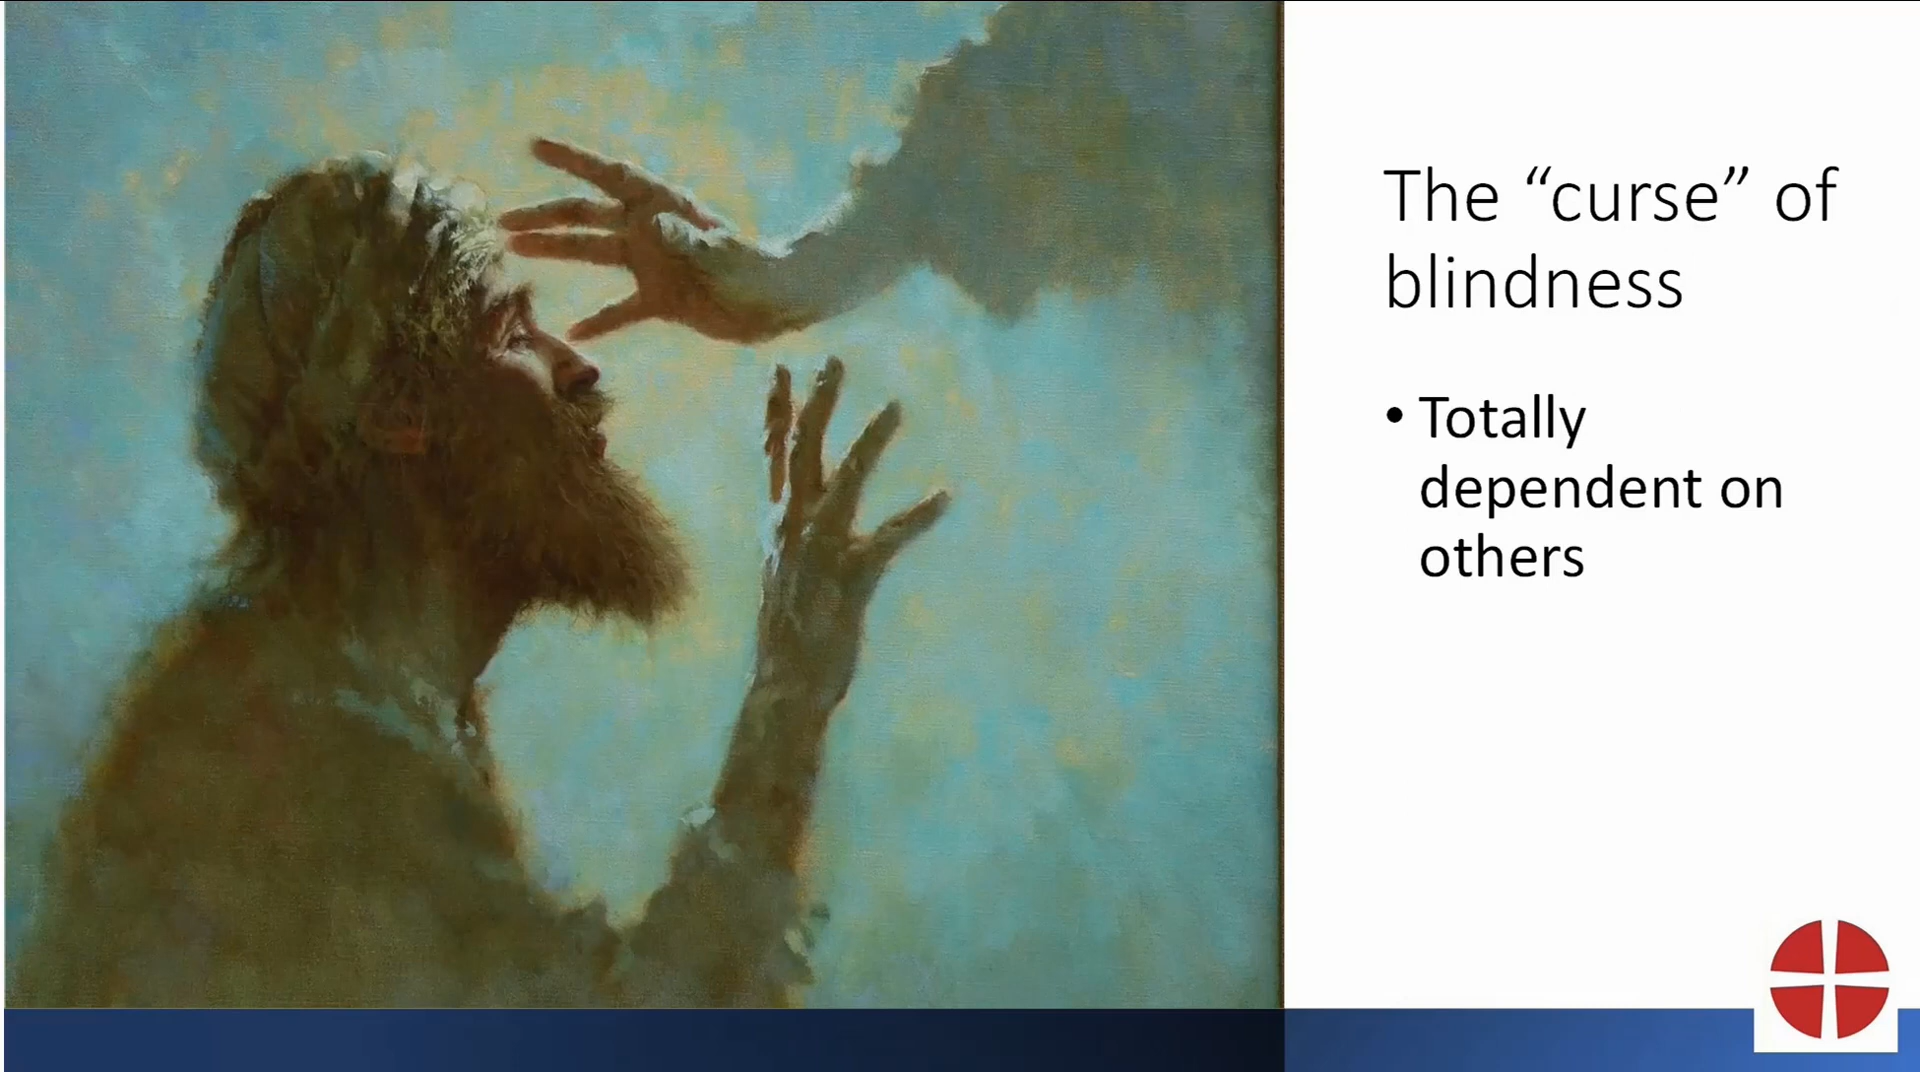 The “curse” of
blindness
• Totally
dependent on
others